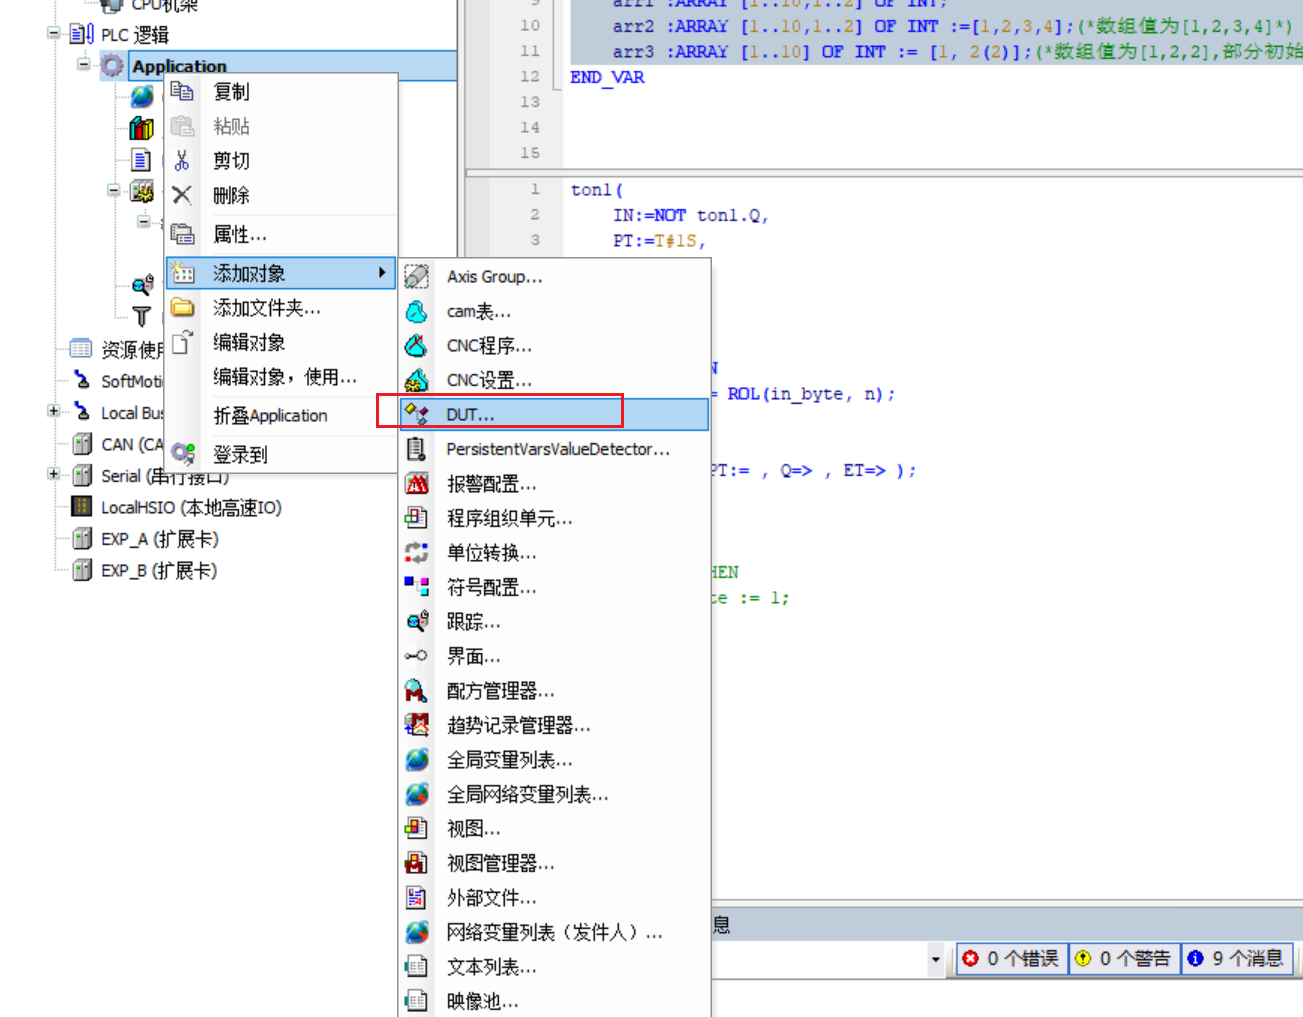 CPU机架
PLC 逻辑
Application
资源使用
SoftMoti
Local Bus
CAN (CA
Serial (串行接口)
LocalHSIO (本地高速IO)
EXP_A (扩展卡)
EXP_B (扩展卡)
复制
粘贴
剪切
删除
属性...
添加对象
添加文件夹...
编辑对象
编辑对象，使用...
折叠Application
登录到
Axis Group...
cam表...
CNC程序...
CNC设置...
DUT...
PersistentVarsValueDetector...
报警配置...
程序组织单元...
单位转换...
符号配置...
跟踪...
界面...
配方管理器...
趋势记录管理器...
全局变量列表...
全局网络变量列表...
视图...
视图管理器...
外部文件...
网络变量列表（发件人）...
文本列表...
映像池...
9 arr1 :ARRAY [1..10,1..2] OF INT;
10 arr2 :ARRAY [1..10,1..2] OF INT :=[1,2,3,4];(*数组值为[1,2,3,4]*)
11 arr3 :ARRAY [1..10] OF INT := [1, 2(2)];(*数组值为[1,2,2],部分初始
12 END_VAR
13
14
15
1 ton1(
2 IN:=NOT ton1.Q,
3 PT:=T#1S,
N
= ROL(in_byte, n);
PT:= , Q=> , ET=> );
HEN
te := 1;
息
0 个错误
0 个警告
9 个消息